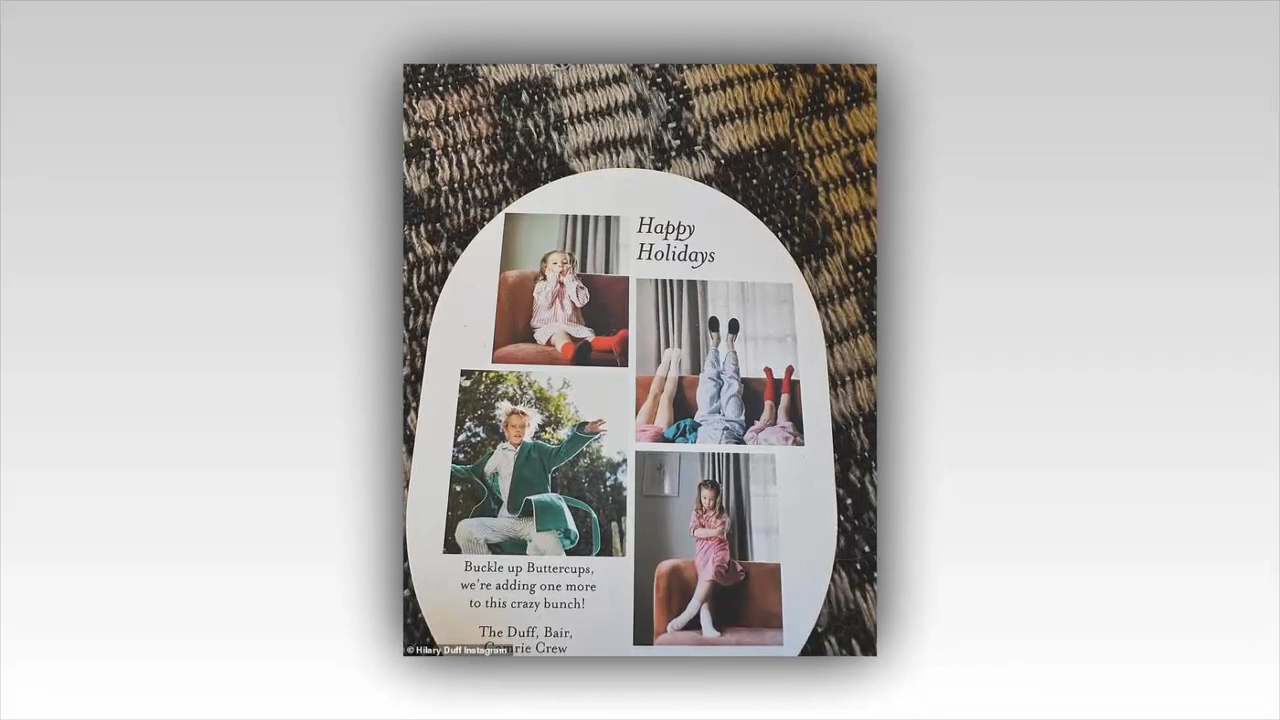 Happy
Holidays
Buckle up Buttercups,
we're adding one more
to this crazy bunch!
The Duff, Bair,
Crew
© Hilary Duff Instagram